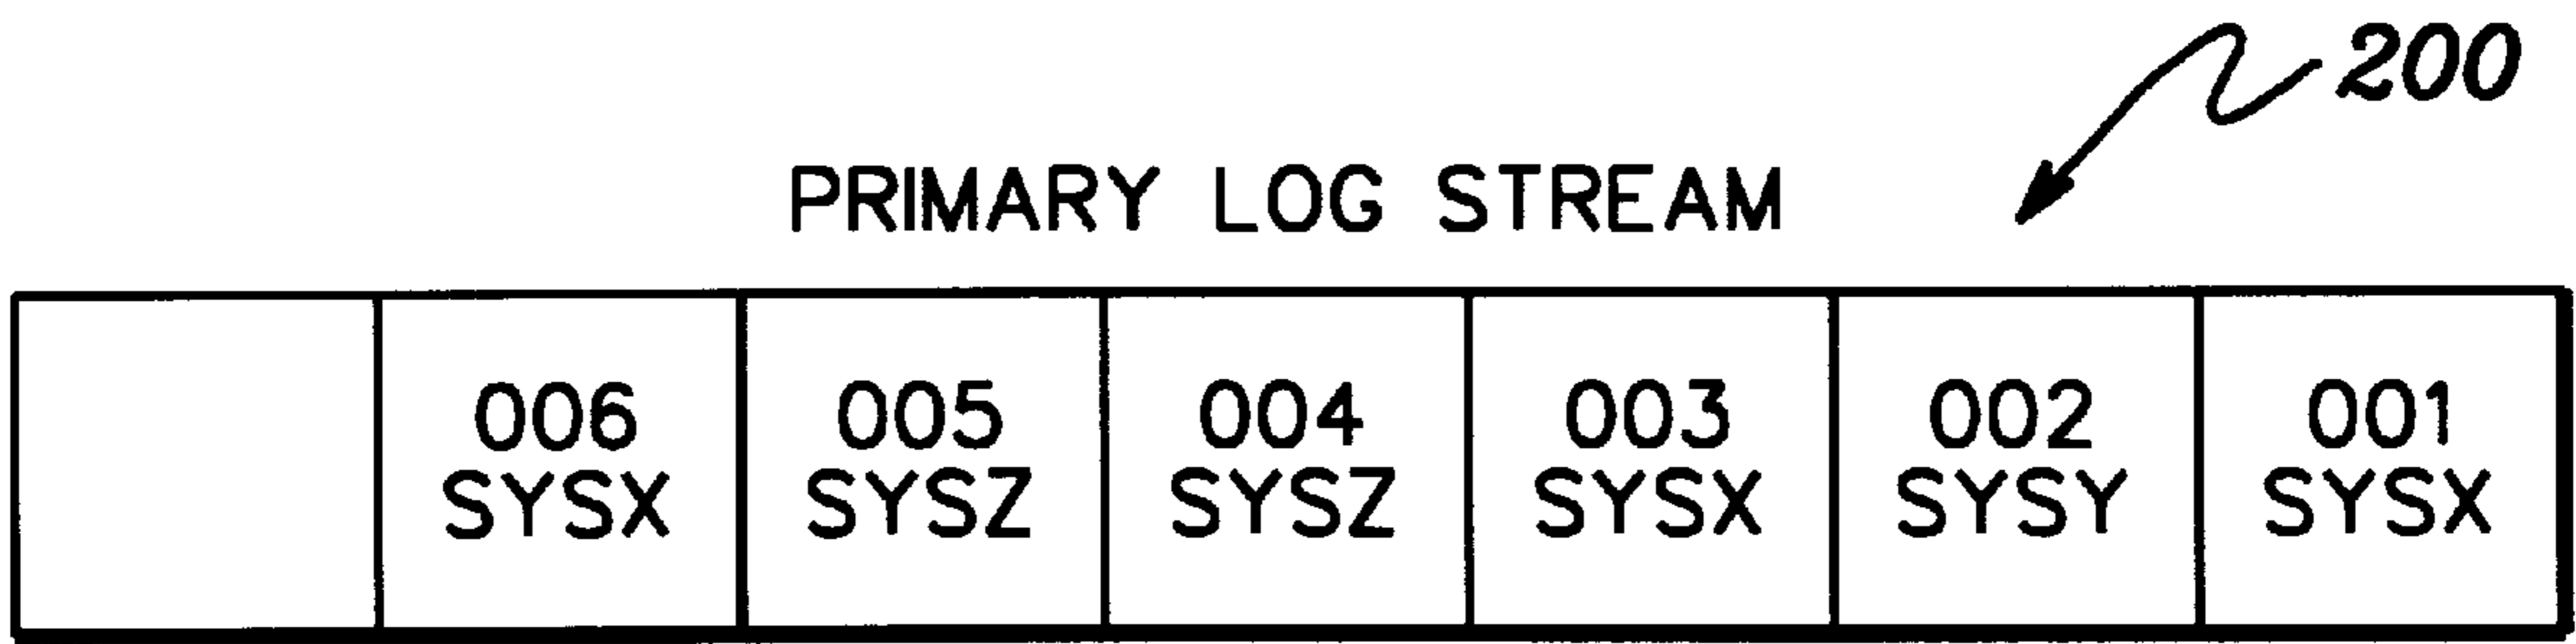 200
PRIMARY LOG STREAM
006 005 004 003 002 001
SYSX SYSZ SYSZ SYSX SYSY SYSX